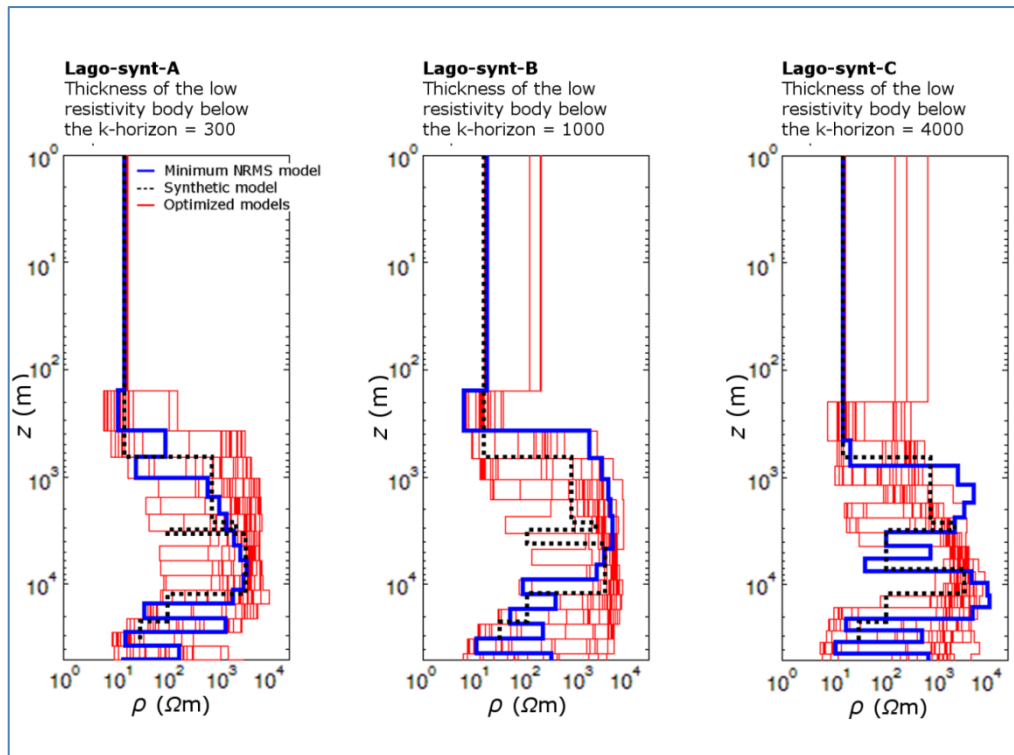 Lago-synt-A
Thickness of the low
resistivity body below
the k-horizon = 300
Lago-synt-B
Thickness of the low
resistivity body below
the k-horizon = 1000
Lago-synt-C
Thickness of the low
resistivity body below
the k-horizon = 4000
Minimum NRMS model
Synthetic model
Optimized models
10⁰
10¹
10²
10³
10⁴
z (m)
10⁰ 10¹ 10² 10³ 10⁴
ρ (Ωm)
10⁰
10¹
10²
10³
10⁴
z (m)
10⁰ 10¹ 10² 10³ 10⁴
ρ (Ωm)
10⁰
10¹
10²
10³
10⁴
z (m)
10⁰ 10¹ 10² 10³ 10⁴
ρ (Ωm)